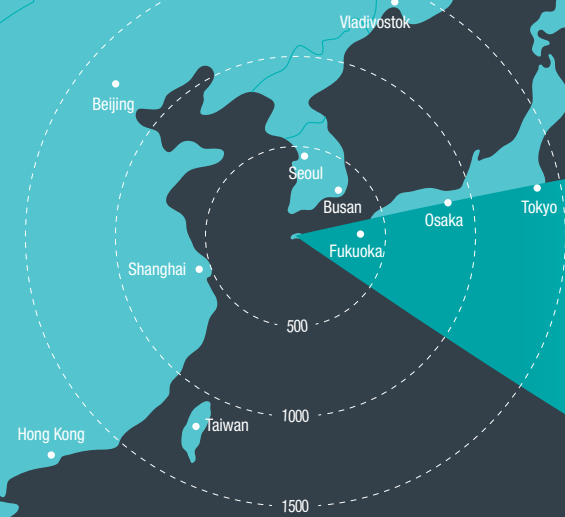 Vladivostok
Beijing
Seoul
Busan
Tokyo
Osaka
Fukuoka
Shanghai
500
1000
Taiwan
Hong Kong
1500